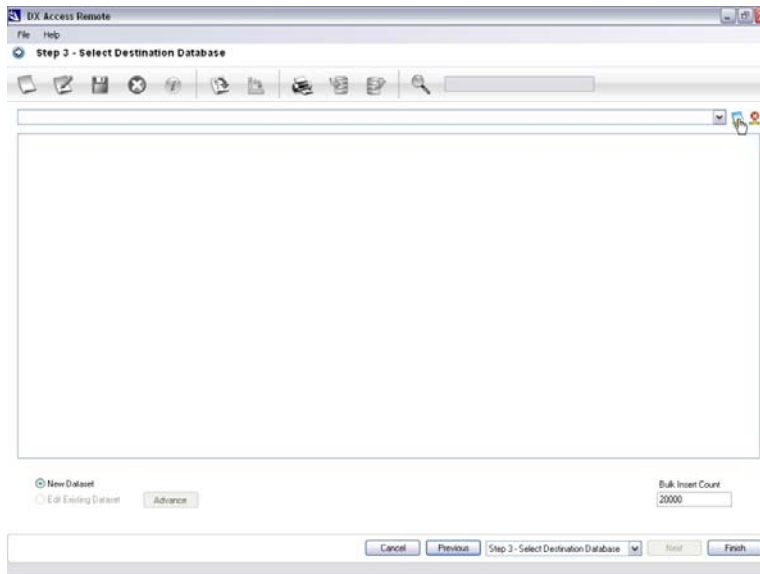 DX Access Remote
File Help
Step 3 - Select Destination Database
New Dataset
Edit Existing Dataset
Advance
Bulk Insert Count
20000
Cancel Previous Step 3 - Select Destination Database Next Finish